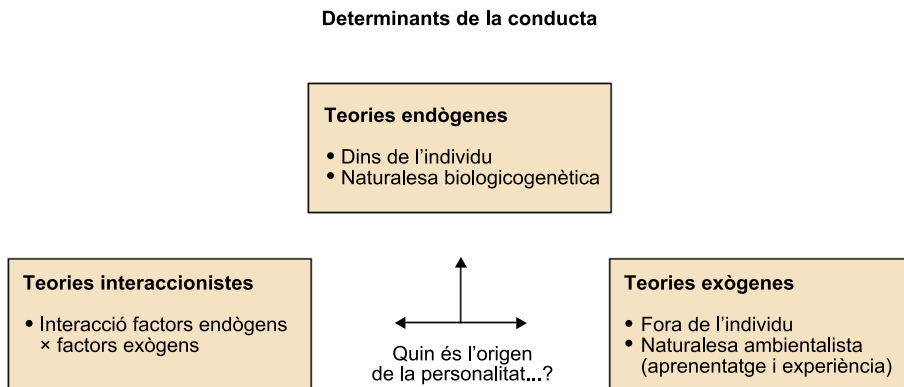 Determinants de la conducta
Teories endògenes
• Dins de l’individu
• Naturalesa biologicogenètica
Teories interaccionistes
• Interacció factors endògens
× factors exògens
Quin és l’origen
de la personalitat...?
Teories exògenes
• Fora de l’individu
• Naturalesa ambientalista
(aprenentatge i experiència)